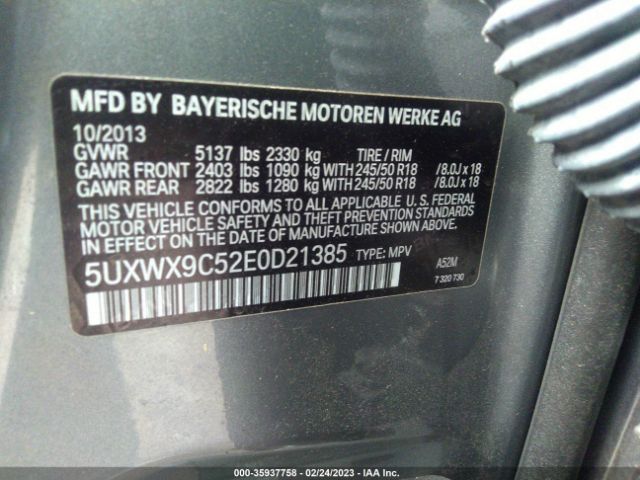 MFD BY BAYERISCHE MOTOREN WERKE AG
10/2013
GVWR 5137 lbs 2330 kg TIRE / RIM
GAWR FRONT 2403 lbs 1090 kg WITH 245/50 R18 /8.0J x 18
GAWR REAR 2822 lbs 1280 kg WITH 245/50 R18 /8.0J x 18
THIS VEHICLE CONFORMS TO ALL APPLICABLE U. S. FEDERAL
MOTOR VEHICLE SAFETY AND THEFT PREVENTION STANDARDS
IN EFFECT ON THE DATE OF MANUFACTURE SHOWN ABOVE.
5UXWX9C52E0D21385 TYPE: MPV A52M
7 320 730
000-35937758 - 02/24/2023 - IAA Inc.